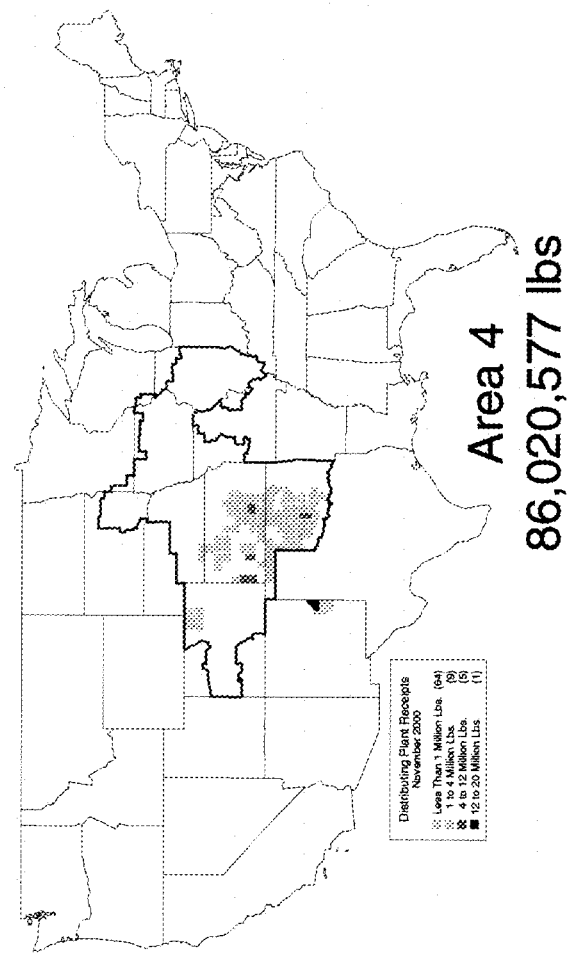 Area 4
86,020,577 lbs
Distributing Plant Receipts
November 2000
Less Than 1 Million Lbs. (64)
1 to 4 Million Lbs. (9)
4 to 12 Million Lbs. (5)
12 to 20 Million Lbs (1)